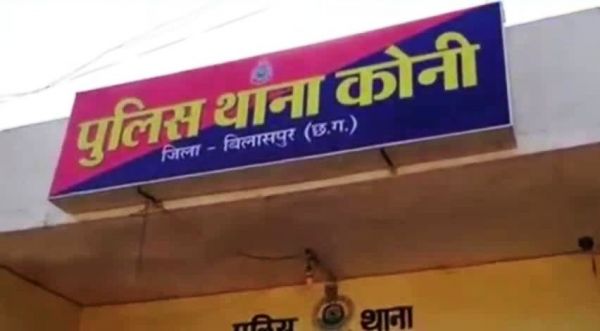 पुलिस थाना कोनी
जिला - बिलासपुर (छ.ग.)
पुलिस थाना